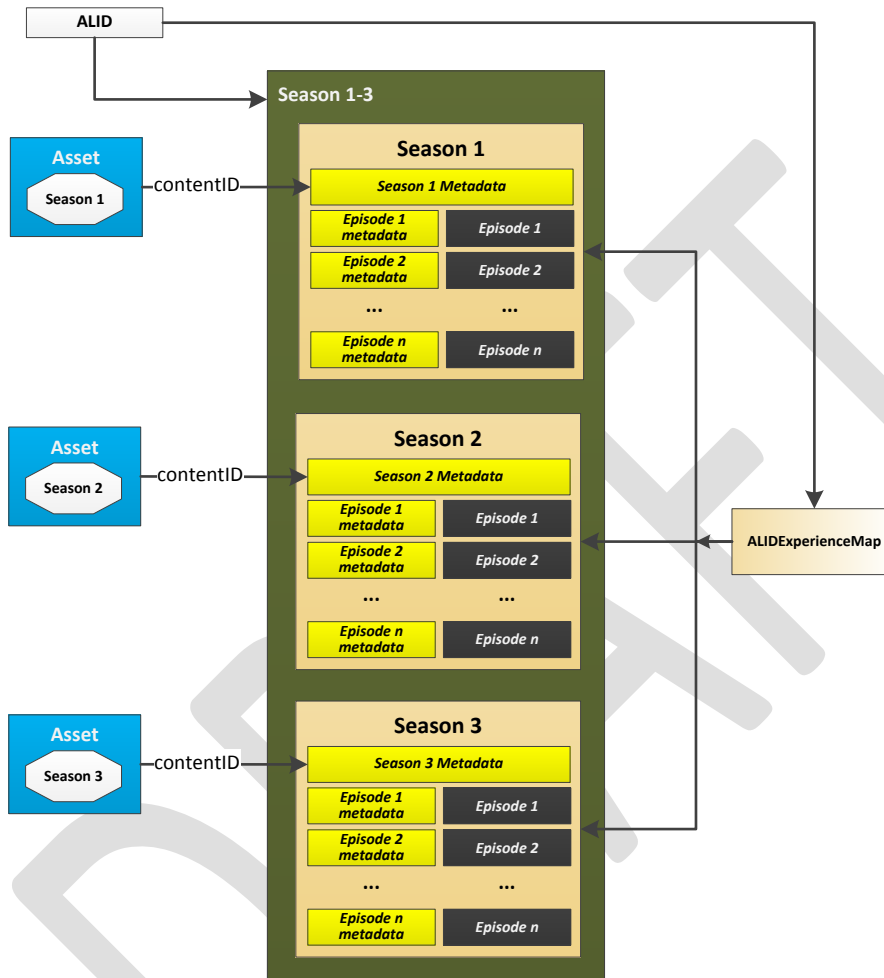 ALID
Season 1-3
Asset
Season 1
contentID
Season 1
Season 1 Metadata
Episode 1
metadata
Episode 1
Episode 2
metadata
Episode 2
...
...
Episode n
metadata
Episode n
Asset
Season 2
contentID
Season 2
Season 2 Metadata
Episode 1
metadata
Episode 1
Episode 2
metadata
Episode 2
...
...
Episode n
metadata
Episode n
ALIDExperienceMap
Asset
Season 3
contentID
Season 3
Season 3 Metadata
Episode 1
metadata
Episode 1
Episode 2
metadata
Episode 2
...
...
Episode n
metadata
Episode n
DRAFT